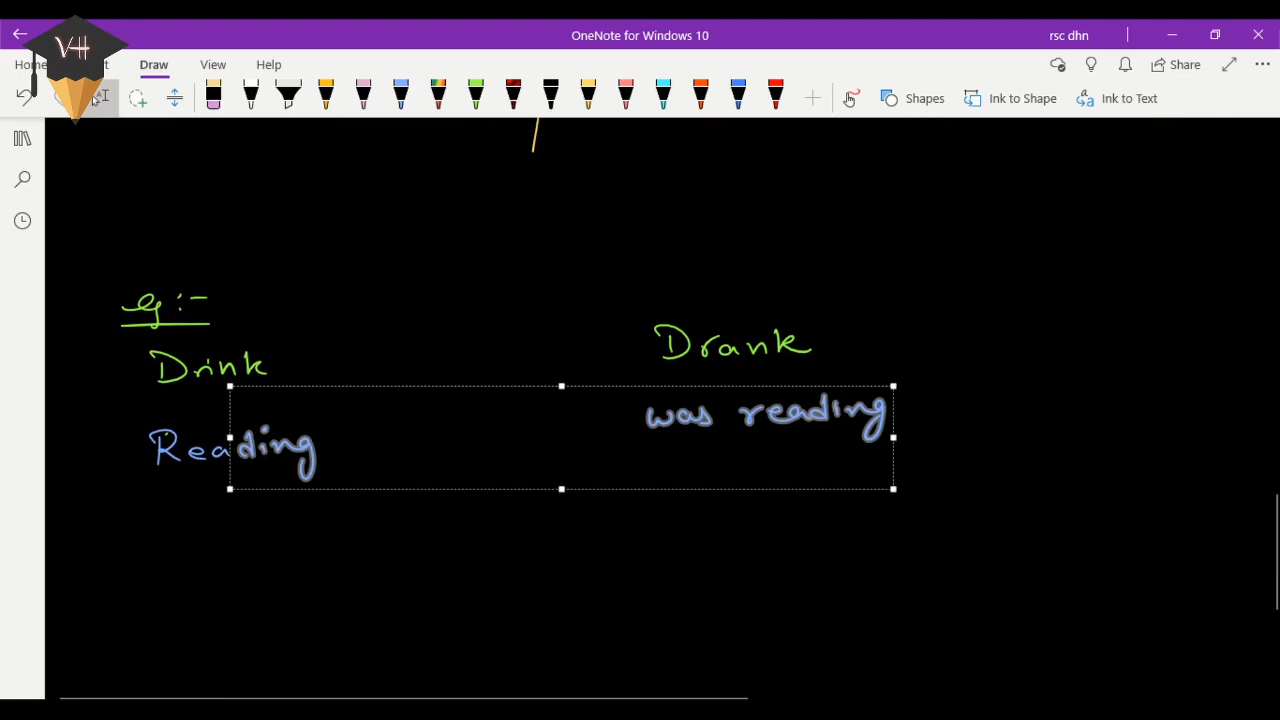 OneNote for Windows 10
rsc dhn
VH
Draw View Help
Share
Shapes Ink to Shape Ink to Text
eg :-
Drink Drank
Reading was reading